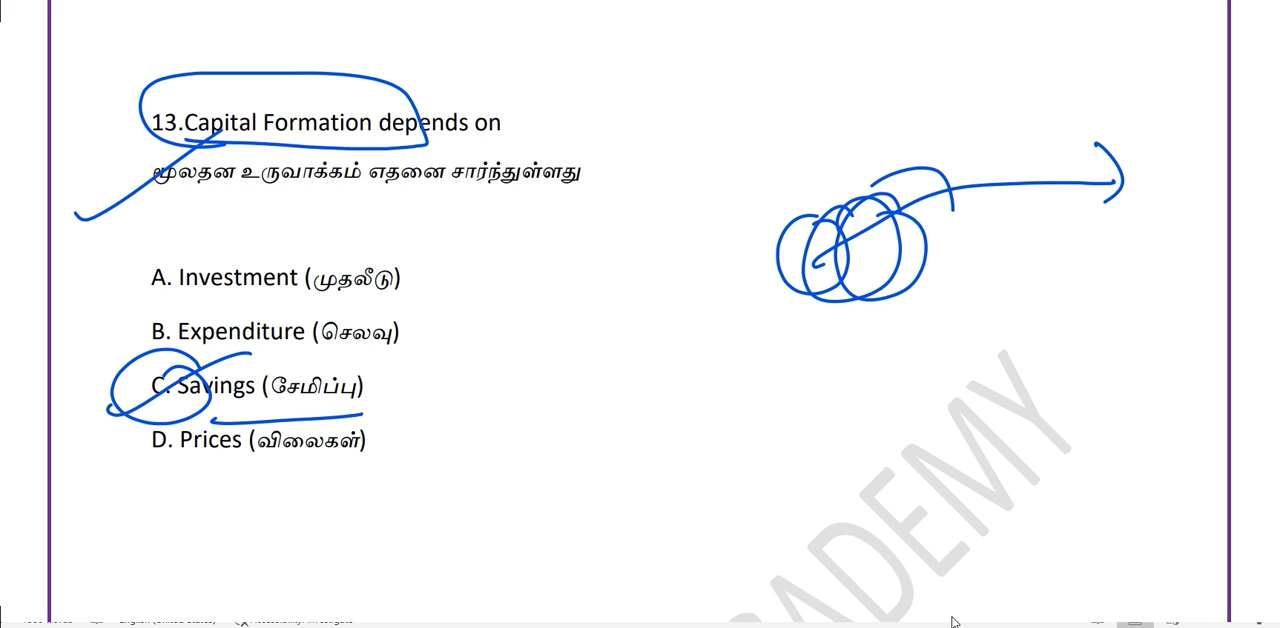 13.Capital Formation depends on
மூலதன உருவாக்கம் எதனை சார்ந்துள்ளது
A. Investment (முதலீடு)
B. Expenditure (செலவு)
C. Savings (சேமிப்பு)
D. Prices (விலைகள்)
ADEMY